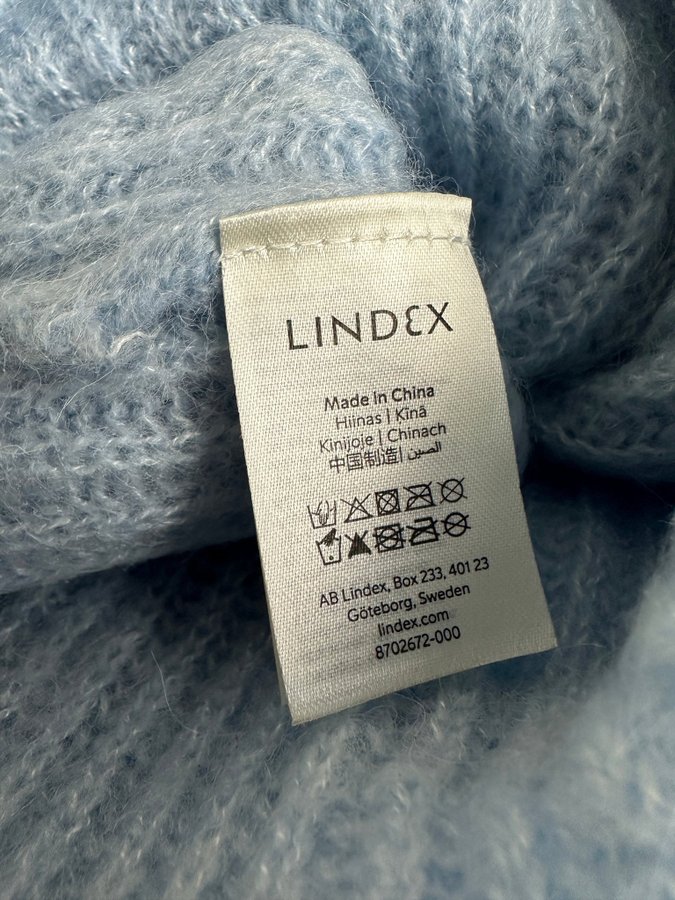 LINDEX
Made In China
Hiinas | Ķīnā
Kinijoje | Chinach
中国制造| الصين
AB Lindex, Box 233, 401 23
Göteborg, Sweden
lindex.com
8702672-000